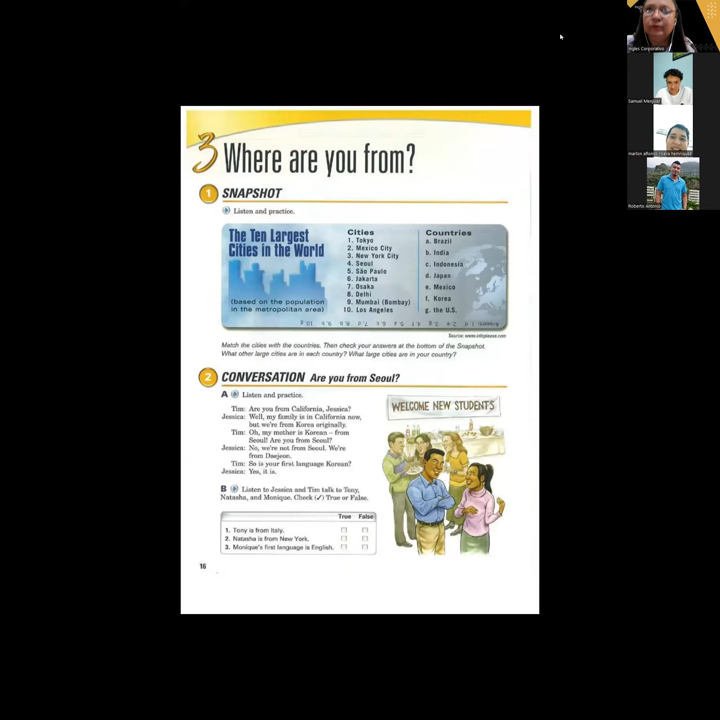 3 Where are you from?
1 SNAPSHOT
Listen and practice.
The Ten Largest
Cities in the World
(based on the population
in the metropolitan area)
Cities
1. Tokyo
2. Mexico City
3. New York City
4. Seoul
5. São Paulo
6. Jakarta
7. Osaka
8. Delhi
9. Mumbai (Bombay)
10. Los Angeles
Countries
a. Brazil
b. India
c. Indonesia
d. Japan
e. Mexico
f. Korea
g. the U.S.
Source: www.infoplease.com
Match the cities with the countries. Then check your answers at the bottom of the Snapshot.
What other large cities are in each country? What large cities are in your country?
2 CONVERSATION Are you from Seoul?
A Listen and practice.
Tim: Are you from California, Jessica?
Jessica: Well, my family is in California now,
but we're from Korea originally.
Tim: Oh, my mother is Korean – from
Seoul! Are you from Seoul?
Jessica: No, we're not from Seoul. We're
from Daejeon.
Tim: So is your first language Korean?
Jessica: Yes, it is.
WELCOME NEW STUDENTS
B Listen to Jessica and Tim talk to Tony,
Natasha, and Monique. Check (✓) True or False.
True False
1. Tony is from Italy.
2. Natasha is from New York.
3. Monique's first language is English.
16
Ingles Corporativo
Samuel
marlon
Roberto Antonio